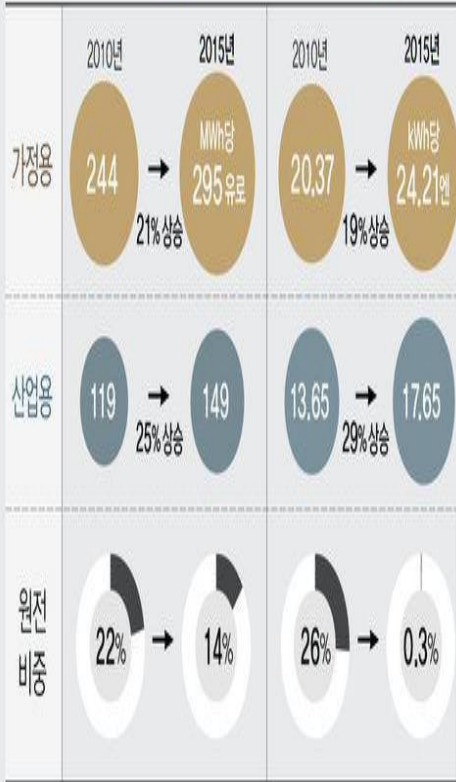 2010년 2015년 2010년 2015년
가정용
244 → MWh당 295 유로
21% 상승
20.37 → kWh당 24.21엔
19% 상승
산업용
119 → 149
25% 상승
13.65 → 17.65
29% 상승
원전
비중
22% → 14%
26% → 0.3%